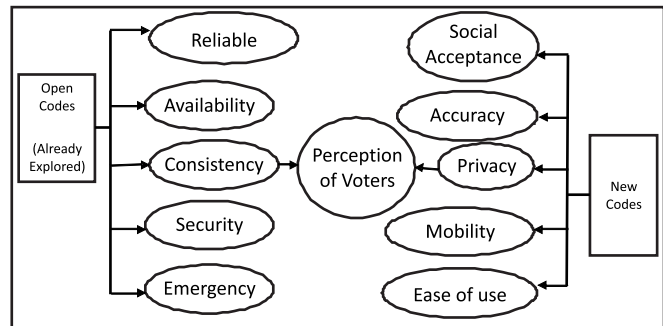 Open
Codes
(Already
Explored)
Reliable
Availability
Consistency
Security
Emergency
Perception
of Voters
Social
Acceptance
Accuracy
Privacy
Mobility
Ease of use
New
Codes